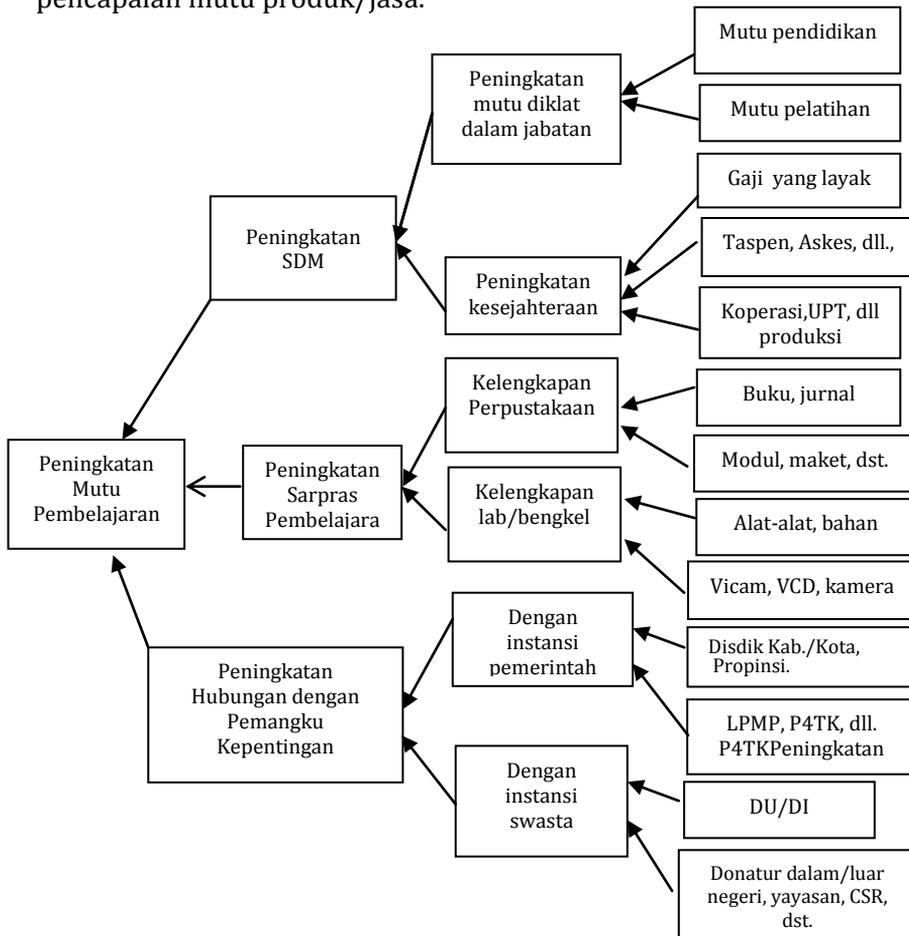 pencapaian mutu produk/jasa.
Mutu pendidikan
Peningkatan
mutu diklat
dalam jabatan
Mutu pelatihan
Gaji yang layak
Peningkatan
SDM
Taspen, Askes, dll.,
Peningkatan
kesejahteraan
Koperasi,UPT, dll
produksi
Kelengkapan
Perpustakaan
Buku, jurnal
Peningkatan
Mutu
Pembelajaran
Peningkatan
Sarpras
Pembelajara
Modul, maket, dst.
Kelengkapan
lab/bengkel
Alat-alat, bahan
Vicam, VCD, kamera
Dengan
instansi
pemerintah
Disdik Kab./Kota,
Propinsi.
Peningkatan
Hubungan dengan
Pemangku
Kepentingan
LPMP, P4TK, dll.
P4TKPeningkatan
Dengan
instansi
swasta
DU/DI
Donatur dalam/luar
negeri, yayasan, CSR,
dst.